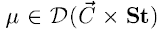 μ ∈ 𝒟(C⃗ × St)